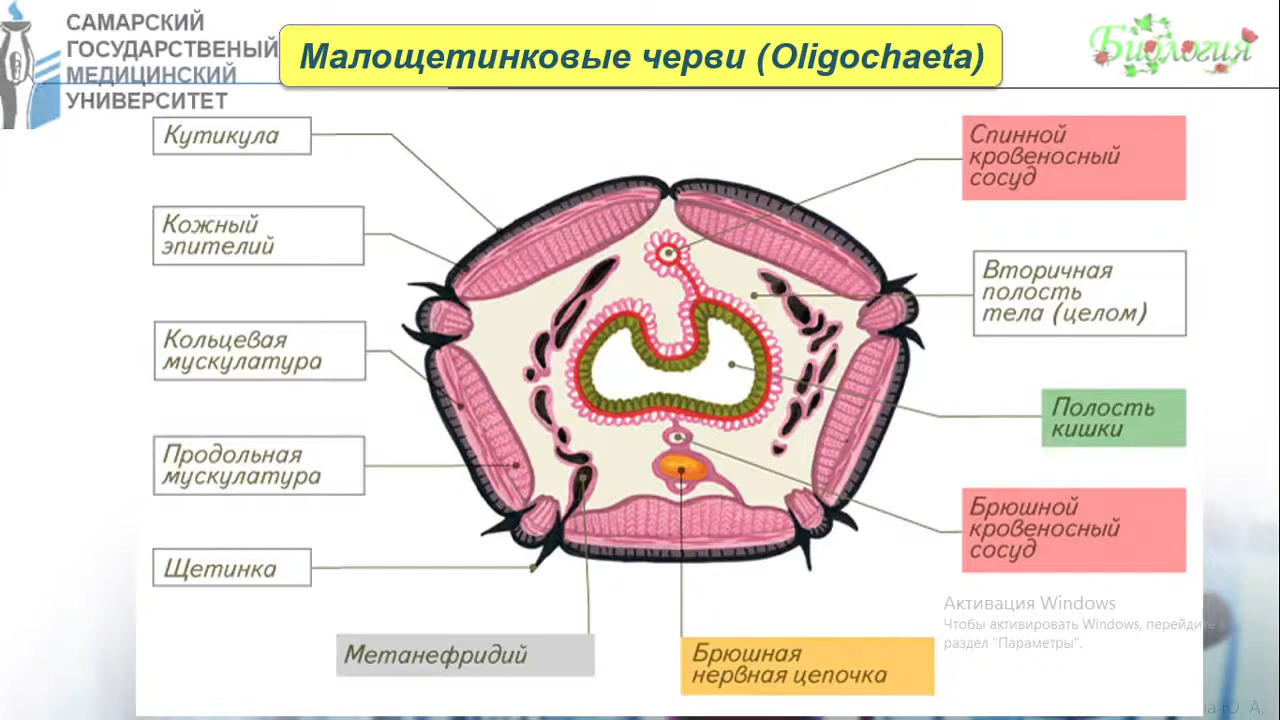 САМАРСКИЙ
ГОСУДАРСТВЕНЫЙ
МЕДИЦИНСКИЙ
УНИВЕРСИТЕТ
Малощетинковые черви (Oligochaeta)
Биология
Кутикула
Кожный
эпителий
Кольцевая
мускулатура
Продольная
мускулатура
Щетинка
Метанефридий
Брюшная
нервная цепочка
Спинной
кровеносный
сосуд
Вторичная
полость
тела (целом)
Полость
кишки
Брюшной
кровеносный
сосуд
Активация Windows
Чтобы активировать Windows, перейдите в
раздел "Параметры".
Ю. А.